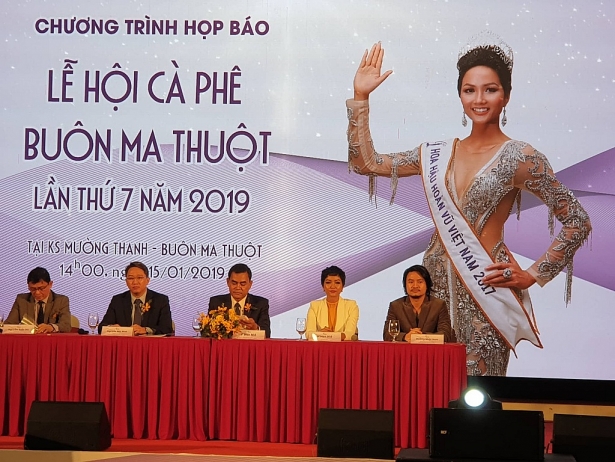 CHƯƠNG TRÌNH HỌP BÁO
LỄ HỘI CÀ PHÊ
BUÔN MA THUỘT
LẦN THỨ 7 NĂM 2019
TẠI KS MƯỜNG THANH - BUÔN MA THUỘT
14h00. 15/01/2019
HOA HẬU HOÀN VŨ VIỆT NAM 2017